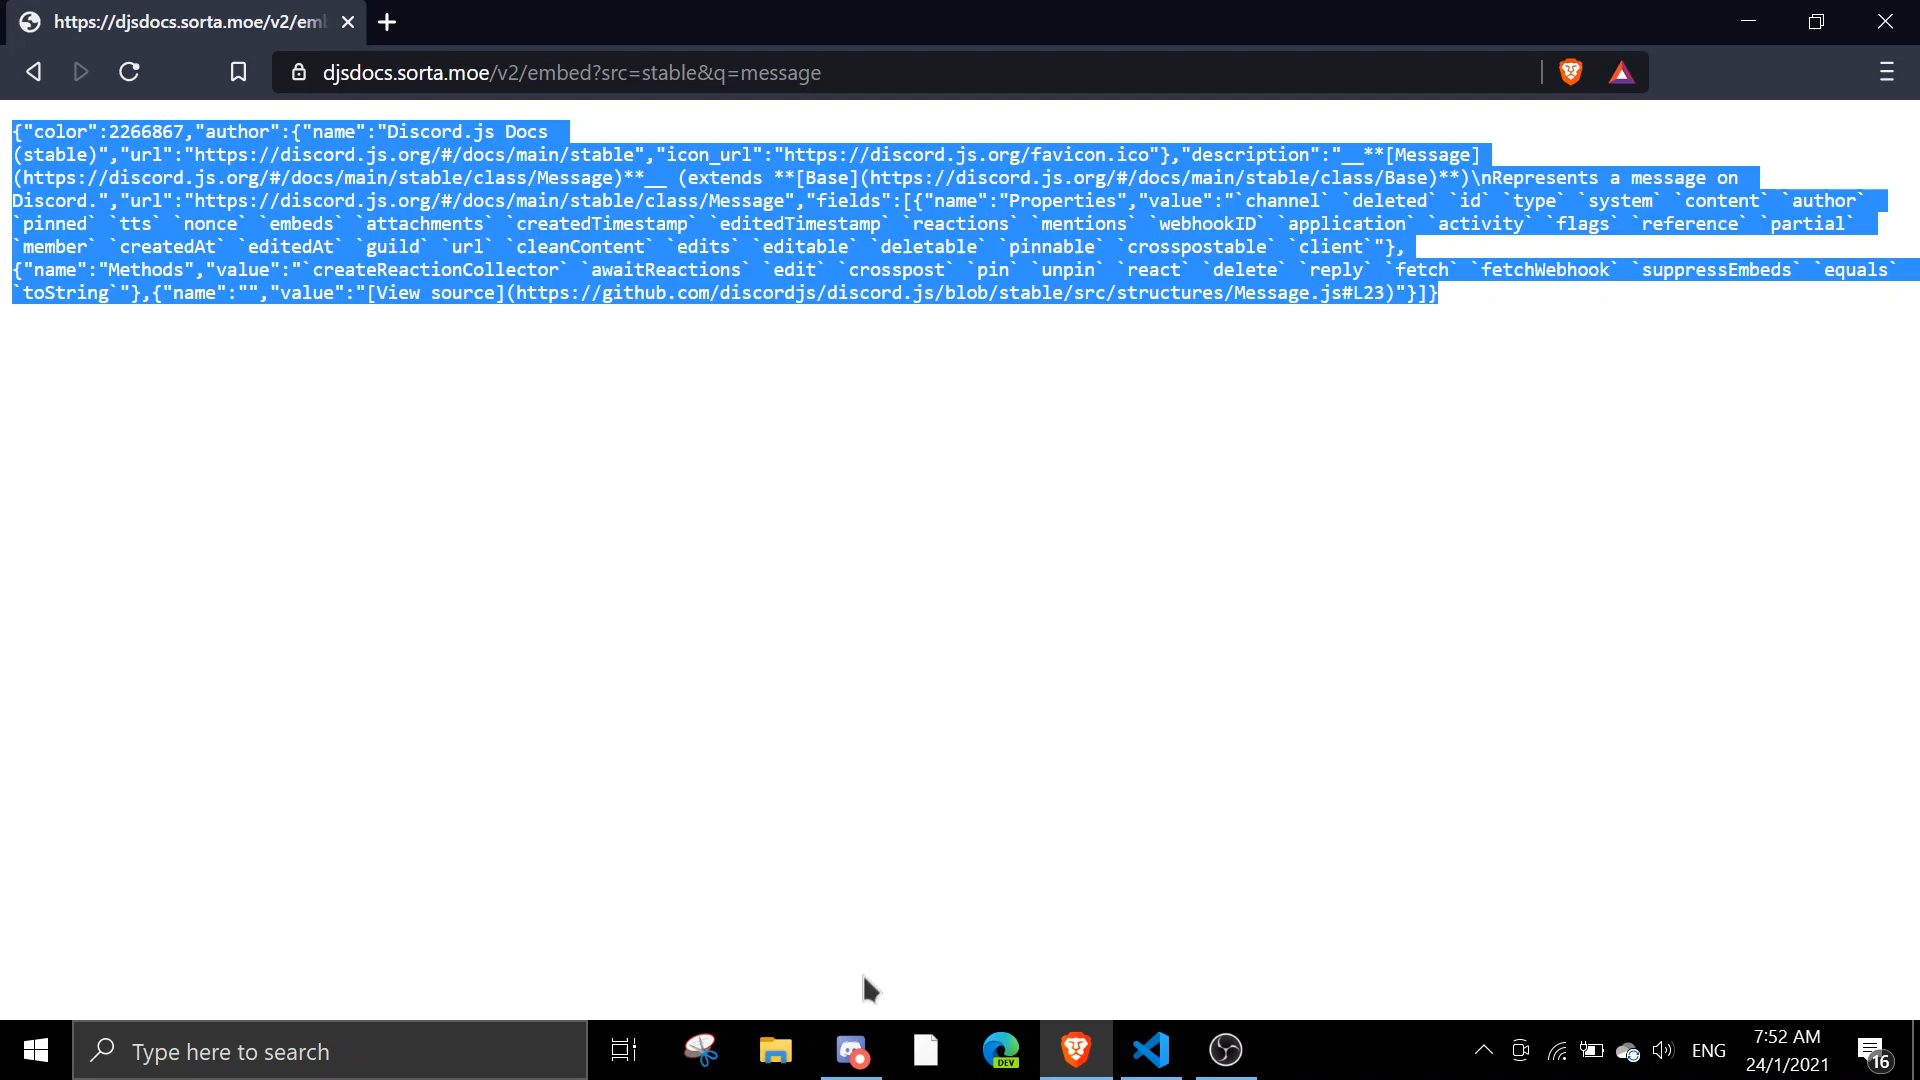 https://djsdocs.sorta.moe/v2/em
djsdocs.sorta.moe/v2/embed?src=stable&q=message
{"color":2266867,"author":{"name":"Discord.js Docs
(stable)","url":"https://discord.js.org/#/docs/main/stable","icon_url":"https://discord.js.org/favicon.ico"},"description":"__**[Message]
(https://discord.js.org/#/docs/main/stable/class/Message)**__ (extends **[Base](https://discord.js.org/#/docs/main/stable/class/Base)**)\nRepresents a message on
Discord.","url":"https://discord.js.org/#/docs/main/stable/class/Message","fields":[{"name":"Properties","value":"`channel` `deleted` `id` `type` `system` `content` `author`
`pinned` `tts` `nonce` `embeds` `attachments` `createdTimestamp` `editedTimestamp` `reactions` `mentions` `webhookID` `application` `activity` `flags` `reference` `partial`
`member` `createdAt` `editedAt` `guild` `url` `cleanContent` `edits` `editable` `deletable` `pinnable` `crosspostable` `client`"},
{"name":"Methods","value":"`createReactionCollector` `awaitReactions` `edit` `crosspost` `pin` `unpin` `react` `delete` `reply` `fetch` `fetchWebhook` `suppressEmbeds` `equals`
`toString`"},{"name":"","value":"[View source](https://github.com/discordjs/discord.js/blob/stable/src/structures/Message.js#L23)"}]}
Type here to search
DEV
ENG
7:52 AM
24/1/2021
16